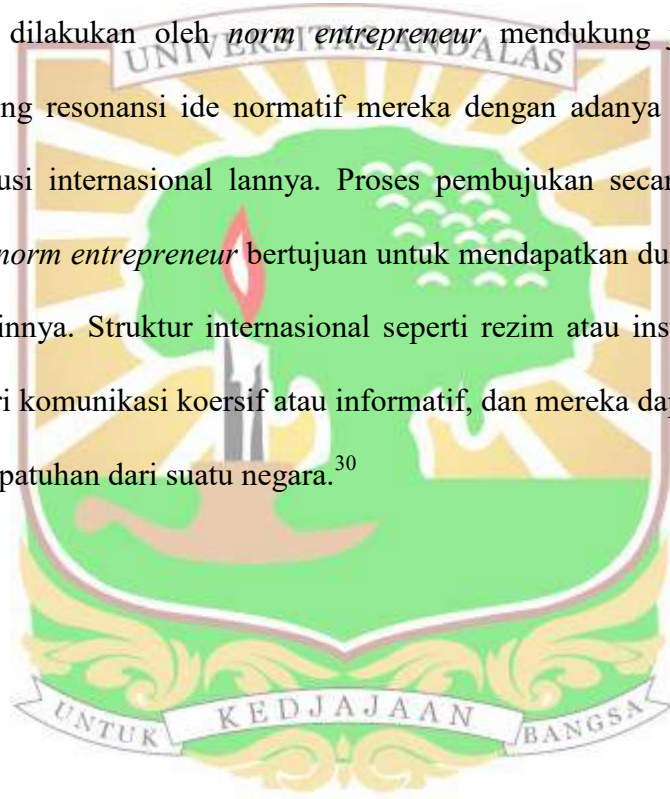 dilakukan oleh norm entrepreneur mendukung
UNIVERSITAS ANDALAS
ng resonansi ide normatif mereka dengan adanya
usi internasional lannya. Proses pembujukan secar
norm entrepreneur bertujuan untuk mendapatkan du
innya. Struktur internasional seperti rezim atau ins
ri komunikasi koersif atau informatif, dan mereka dap
patuhan dari suatu negara.30
UNTUK KEDJAJAAN BANGSA